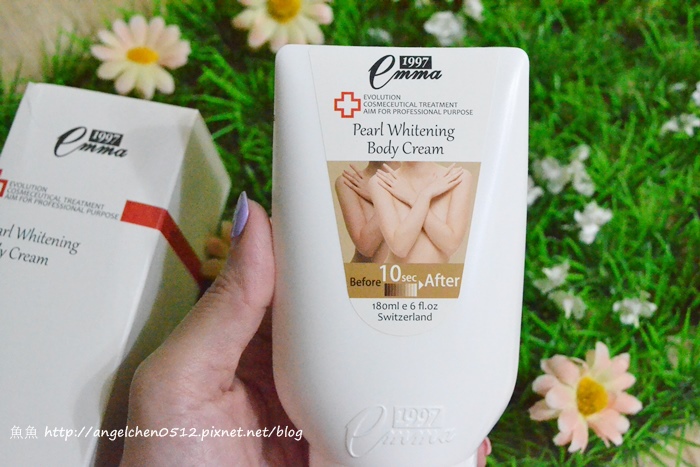 1997
emma
EVOLUTION
COSMECEUTICAL TREATMENT
AIM FOR PROFESSIONAL PURPOSE
Pearl Whitening
Body Cream
Before 10sec After
180ml e 6 fl.oz
Switzerland
1997
emma
1997
emma
EVOLUTION
COSMECEUTICAL TREATMENT
AIM FOR PROFESSIONAL PURPOSE
arl Whitening
dy Cream
魚魚 http://angelchen0512.pixnet.net/blog